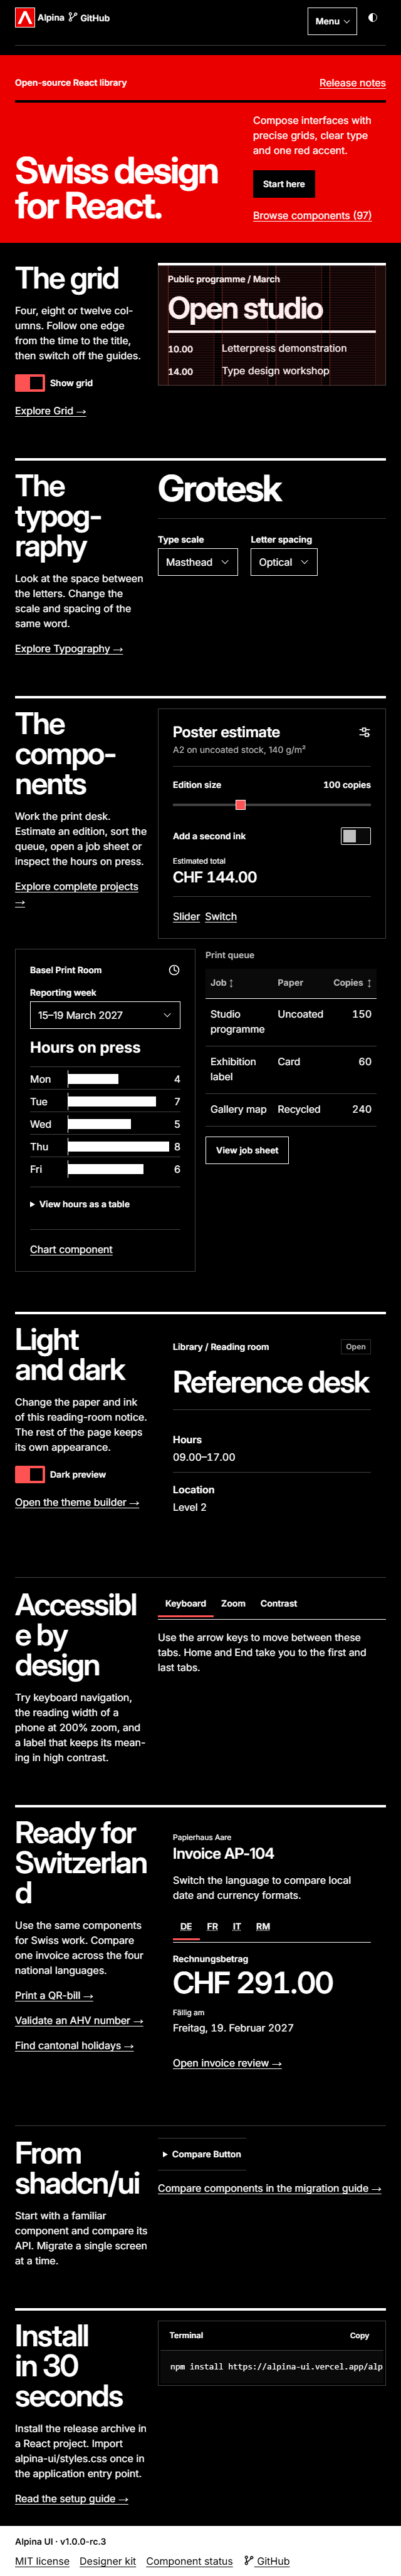 Alpina GitHub Menu
Open-source React library
Release notes
Swiss design
for React.
Compose interfaces with
precise grids, clear type
and one red accent.
Start here
Browse components (97)
The grid
Four, eight or twelve col-
umns. Follow one edge
from the time to the title,
then switch off the guides.
Show grid
Explore Grid →
Public programme / March
Open studio
10.00 Letterpress demonstration
14.00 Type design workshop
The
typog-
raphy
Look at the space between
the letters. Change the
scale and spacing of the
same word.
Explore Typography →
Grotesk
Type scale Letter spacing
Masthead Optical
The
compo-
nents
Work the print desk.
Estimate an edition, sort the
queue, open a job sheet or
inspect the hours on press.
Explore complete projects
→
Poster estimate
A2 on uncoated stock, 140 g/m²
Edition size 100 copies
Add a second ink
Estimated total
CHF 144.00
Slider Switch
Basel Print Room
Reporting week
15–19 March 2027
Hours on press
Mon 4
Tue 7
Wed 5
Thu 8
Fri 6
View hours as a table
Chart component
Print queue
Job ↕ Paper Copies ↕
Studio
programme Uncoated 150
Exhibition
label Card 60
Gallery map Recycled 240
View job sheet
Light
and dark
Change the paper and ink
of this reading-room notice.
The rest of the page keeps
its own appearance.
Dark preview
Open the theme builder →
Library / Reading room Open
Reference desk
Hours
09.00–17.00
Location
Level 2
Accessibl
e by
design
Try keyboard navigation,
the reading width of a
phone at 200% zoom, and
a label that keeps its mean-
ing in high contrast.
Keyboard Zoom Contrast
Use the arrow keys to move between these
tabs. Home and End take you to the first and
last tabs.
Ready for
Switzerlan
d
Use the same components
for Swiss work. Compare
one invoice across the four
national languages.
Print a QR-bill →
Validate an AHV number →
Find cantonal holidays →
Papierhaus Aare
Invoice AP-104
Switch the language to compare local
date and currency formats.
DE FR IT RM
Rechnungsbetrag
CHF 291.00
Fällig am
Freitag, 19. Februar 2027
Open invoice review →
From
shadcn/ui
Start with a familiar
component and compare its
API. Migrate a single screen
at a time.
Compare Button
Compare components in the migration guide →
Install
in 30
seconds
Install the release archive in
a React project. Import
alpina-ui/styles.css once in
the application entry point.
Read the setup guide →
Terminal Copy
npm install https://alpina-ui.vercel.app/alp
Alpina UI · v1.0.0-rc.3
MIT license Designer kit Component status GitHub